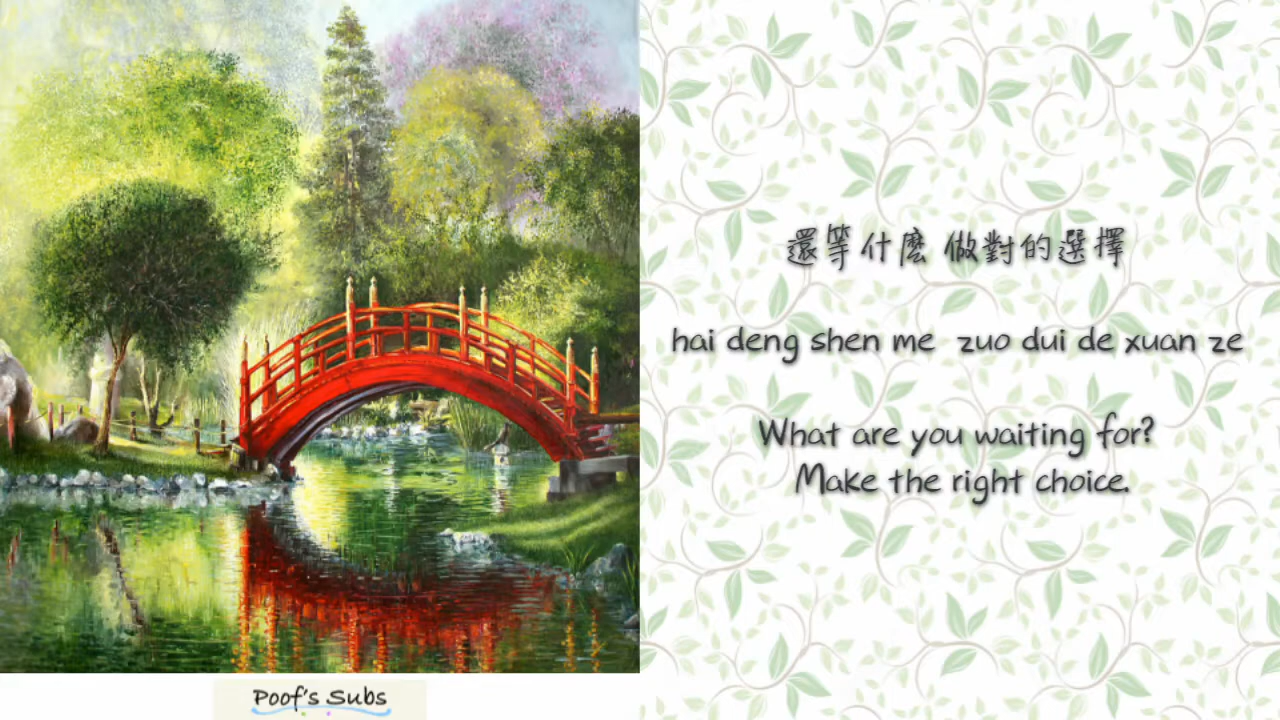 還等什麼 做對的選擇
hai deng shen me  zuo dui de xuan ze
What are you waiting for?
Make the right choice.
Poof's Subs